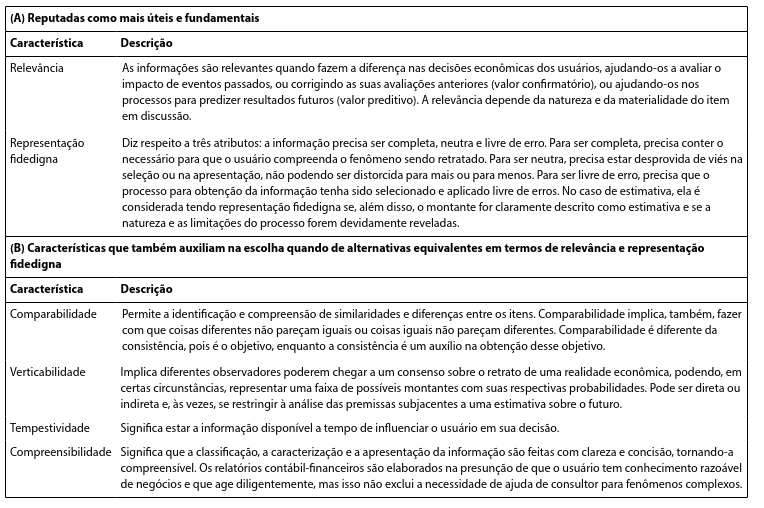 (A) Reputadas como mais úteis e fundamentais
Característica Descrição
Relevância As informações são relevantes quando fazem a diferença nas decisões econômicas dos usuários, ajudando-os a avaliar o
impacto de eventos passados, ou corrigindo as suas avaliações anteriores (valor confirmatório), ou ajudando-os nos
processos para predizer resultados futuros (valor preditivo). A relevância depende da natureza e da materialidade do item
em discussão.
Representação Diz respeito a três atributos: a informação precisa ser completa, neutra e livre de erro. Para ser completa, precisa conter o
fidedigna necessário para que o usuário compreenda o fenômeno sendo retratado. Para ser neutra, precisa estar desprovida de viés na
seleção ou na apresentação, não podendo ser distorcida para mais ou para menos. Para ser livre de erro, precisa que o
processo para obtenção da informação tenha sido selecionado e aplicado livre de erros. No caso de estimativa, ela é
considerada tendo representação fidedigna se, além disso, o montante for claramente descrito como estimativa e se a
natureza e as limitações do processo forem devidamente reveladas.
(B) Características que também auxiliam na escolha quando de alternativas equivalentes em termos de relevância e representação
fidedigna
Característica Descrição
Comparabilidade Permite a identificação e compreensão de similaridades e diferenças entre os itens. Comparabilidade implica, também, fazer
com que coisas diferentes não pareçam iguais ou coisas iguais não pareçam diferentes. Comparabilidade é diferente da
consistência, pois é o objetivo, enquanto a consistência é um auxílio na obtenção desse objetivo.
Verticabilidade Implica diferentes observadores poderem chegar a um consenso sobre o retrato de uma realidade econômica, podendo, em
certas circunstâncias, representar uma faixa de possíveis montantes com suas respectivas probabilidades. Pode ser direta ou
indireta e, às vezes, se restringir à análise das premissas subjacentes a uma estimativa sobre o futuro.
Tempestividade Significa estar a informação disponível a tempo de influenciar o usuário em sua decisão.
Compreensibilidade Significa que a classificação, a caracterização e a apresentação da informação são feitas com clareza e concisão, tornando-a
compreensível. Os relatórios contábil-financeiros são elaborados na presunção de que o usuário tem conhecimento razoável
de negócios e que age diligentemente, mas isso não exclui a necessidade de ajuda de consultor para fenômenos complexos.